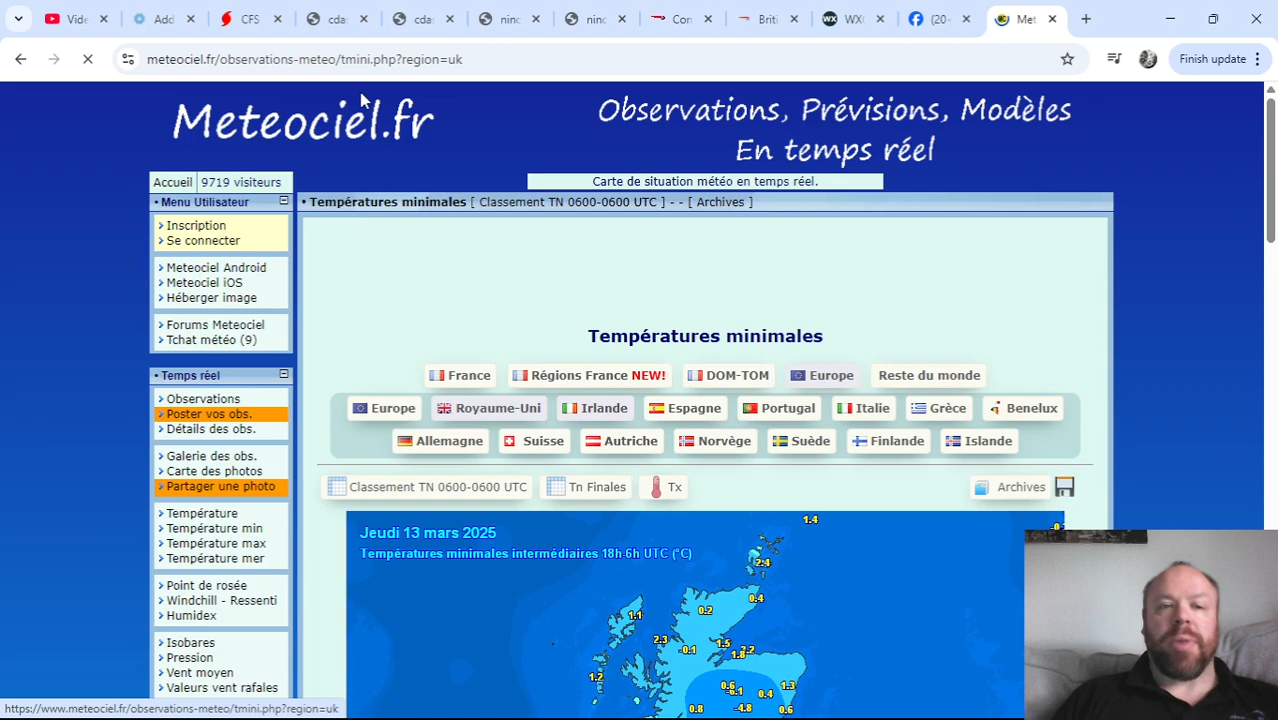 Vide
Add
CFS
cda
cda
ninc
ninc
Con
Briti
WX
(20-
Met
meteociel.fr/observations-meteo/tmini.php?region=uk
Finish update
Meteociel.fr
Observations, Prévisions, Modèles
En temps réel
Accueil 9719 visiteurs
Carte de situation météo en temps réel.
• Menu Utilisateur
• Températures minimales [ Classement TN 0600-0600 UTC ] - - [ Archives ]
Inscription
Se connecter
Meteociel Android
Meteociel iOS
Héberger image
Forums Meteociel
Tchat météo (9)
• Temps réel
Observations
Poster vos obs.
Détails des obs.
Galerie des obs.
Carte des photos
Partager une photo
Température
Température min
Température max
Température mer
Point de rosée
Windchill - Ressenti
Humidex
Isobares
Pression
Vent moyen
Valeurs vent rafales
Températures minimales
France Régions France NEW! DOM-TOM Europe Reste du monde
Europe Royaume-Uni Irlande Espagne Portugal Italie Grèce Benelux
Allemagne Suisse Autriche Norvège Suède Finlande Islande
Classement TN 0600-0600 UTC Tn Finales Tx Archives
Jeudi 13 mars 2025
Températures minimales intermédiaires 18h-6h UTC (°C)
1.4
2.4
0.4
0.2
1.1
2.3
-0.1
1.5
1.8
1.2
0.6
0.4
1.3
0.8
-4.8
0.6
https://www.meteociel.fr/observations-meteo/tmini.php?region=uk